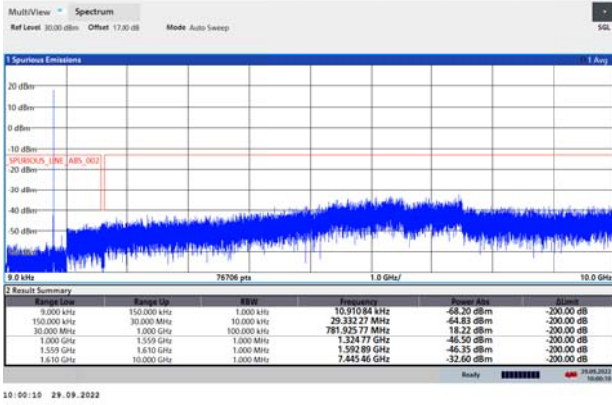 MultiView Spectrum
Ref Level 30.00 dBm Offset 17.00 dB Mode Auto Sweep
SGL
1 Spurious Emissions 1 Avg
20 dBm
10 dBm
0 dBm
-10 dBm
SPURIOUS_LINE_ABS_002
-20 dBm
-30 dBm
-40 dBm
-50 dBm
9.0 kHz 76706 pts 1.0 GHz/ 10.0 GHz
2 Result Summary
Range Low Range Up RBW Frequency Power Abs ΔLimit
9.000 kHz 150.000 kHz 1.000 kHz 10.91084 kHz -68.20 dBm -200.00 dB
150.000 kHz 30.000 MHz 10.000 kHz 29.33227 MHz -64.83 dBm -200.00 dB
30.000 MHz 1.000 GHz 100.000 kHz 781.92577 MHz 18.22 dBm -200.00 dB
1.000 GHz 1.559 GHz 1.000 MHz 1.32477 GHz -46.50 dBm -200.00 dB
1.559 GHz 1.610 GHz 1.000 MHz 1.59289 GHz -46.35 dBm -200.00 dB
1.610 GHz 10.000 GHz 1.000 MHz 7.44546 GHz -32.60 dBm -200.00 dB
Ready 29.09.2022
10:00:10
10:00:10 29.09.2022